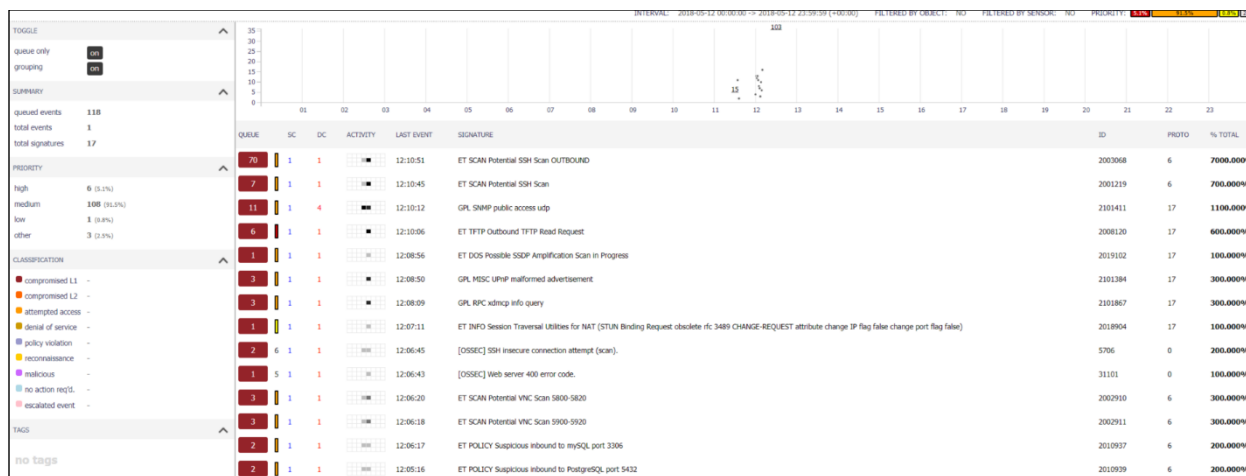 INTERVAL: 2018-05-12 00:00:00 -> 2018-05-12 23:59:59 (+00:00) FILTERED BY OBJECT: NO FILTERED BY SENSOR: NO PRIORITY: 5.1% 91.5% 0.8%
TOGGLE
queue only on
grouping on
SUMMARY
queued events 118
total events 1
total signatures 17
PRIORITY
high 6 (5.1%)
medium 108 (91.5%)
low 1 (0.8%)
other 3 (2.5%)
CLASSIFICATION
compromised L1 -
compromised L2 -
attempted access -
denial of service -
policy violation -
reconnaissance -
malicious -
no action req'd. -
escalated event -
TAGS
no tags
103
35
30
25
20
15
10
5
0
15
01 02 03 04 05 06 07 08 09 10 11 12 13 14 15 16 17 18 19 20 21 22 23
QUEUE SC DC ACTIVITY LAST EVENT SIGNATURE ID PROTO % TOTAL
70 1 1 12:10:51 ET SCAN Potential SSH Scan OUTBOUND 2003068 6 7000.000%
7 1 1 12:10:45 ET SCAN Potential SSH Scan 2001219 6 700.000%
11 1 4 12:10:12 GPL SNMP public access udp 2101411 17 1100.000%
6 1 1 12:10:06 ET TFTP Outbound TFTP Read Request 2008120 17 600.000%
1 1 1 12:08:56 ET DOS Possible SSDP Amplification Scan in Progress 2019102 17 100.000%
3 1 1 12:08:50 GPL MISC UPnP malformed advertisement 2101384 17 300.000%
3 1 1 12:08:09 GPL RPC xdmcp info query 2101867 17 300.000%
1 1 1 12:07:11 ET INFO Session Traversal Utilities for NAT (STUN Binding Request obsolete rfc 3489 CHANGE-REQUEST attribute change IP flag false change port flag false) 2018904 17 100.000%
2 6 1 1 12:06:45 [OSSEC] SSH insecure connection attempt (scan). 5706 0 200.000%
1 5 1 1 12:06:43 [OSSEC] Web server 400 error code. 31101 0 100.000%
3 1 1 12:06:20 ET SCAN Potential VNC Scan 5800-5820 2002910 6 300.000%
3 1 1 12:06:18 ET SCAN Potential VNC Scan 5900-5920 2002911 6 300.000%
2 1 1 12:06:17 ET POLICY Suspicious inbound to mySQL port 3306 2010937 6 200.000%
2 1 1 12:05:16 ET POLICY Suspicious inbound to PostgreSQL port 5432 2010939 6 200.000%